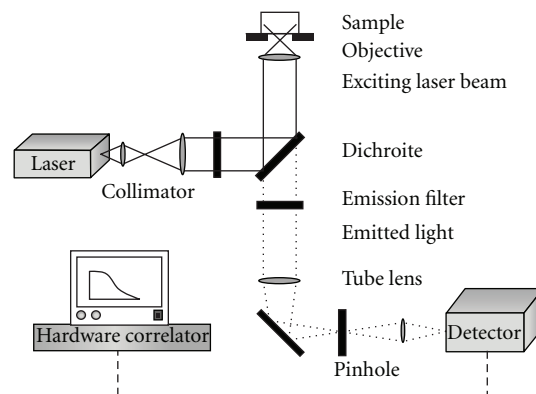 Sample
Objective
Exciting laser beam
Laser
Collimator
Dichroite
Emission filter
Emitted light
Tube lens
Hardware correlator
Detector
Pinhole